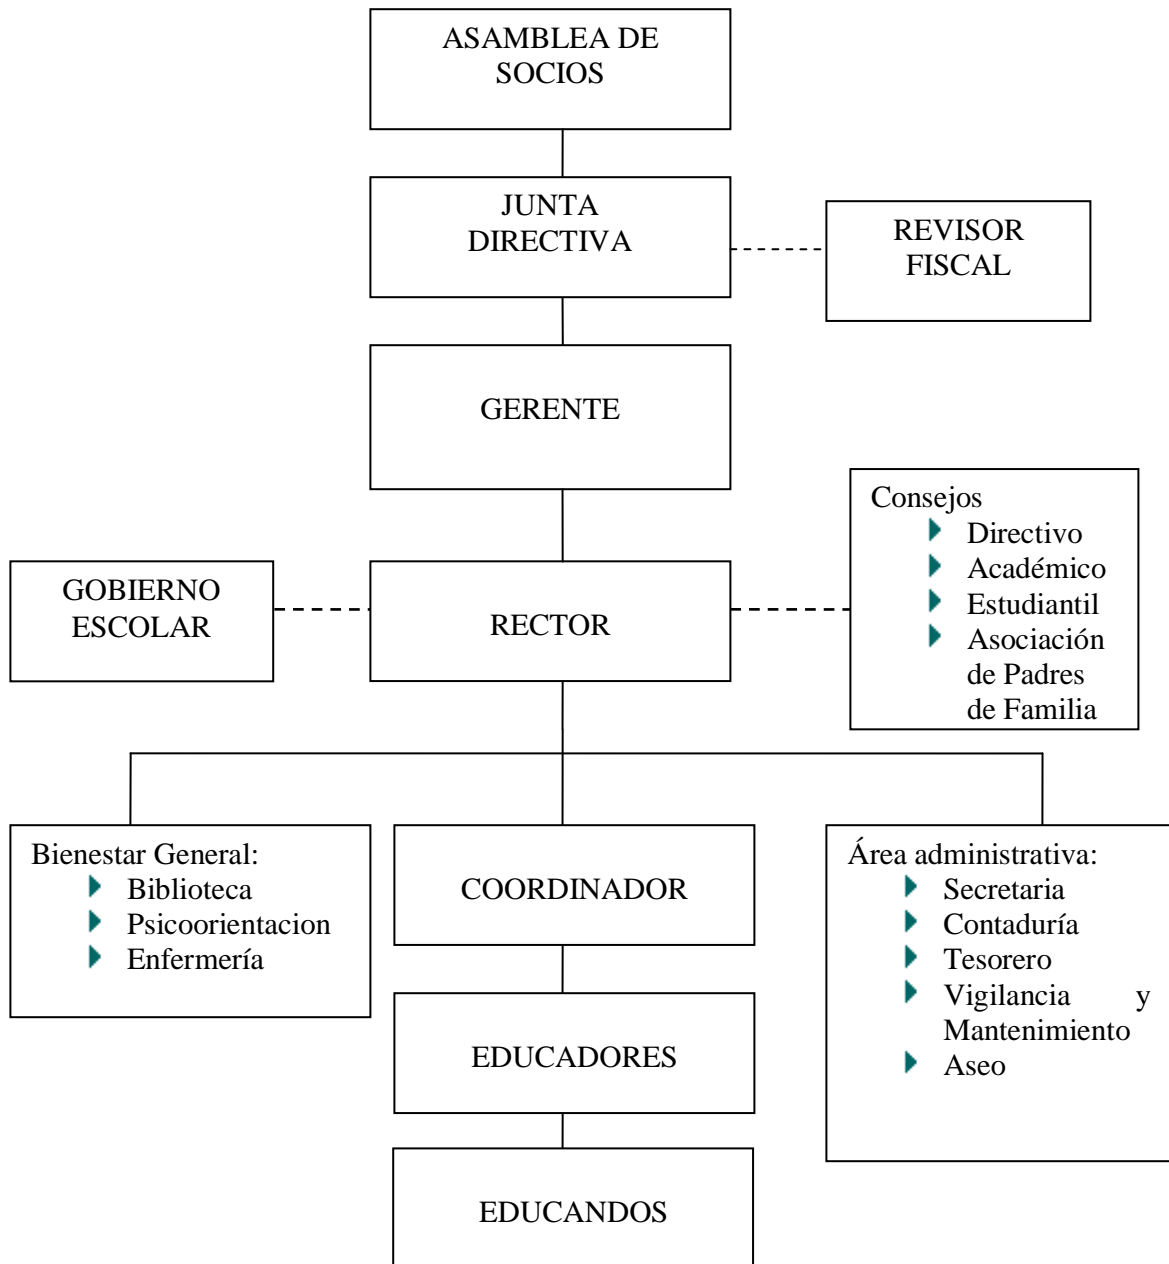 ASAMBLEA DE
SOCIOS
JUNTA
DIRECTIVA
REVISOR
FISCAL
GERENTE
Consejos
Directivo
Académico
Estudiantil
Asociación
de Padres
de Familia
GOBIERNO
ESCOLAR
RECTOR
Bienestar General:
Biblioteca
Psicoorientacion
Enfermería
COORDINADOR
Área administrativa:
Secretaria
Contaduría
Tesorero
Vigilancia y
Mantenimiento
Aseo
EDUCADORES
EDUCANDOS